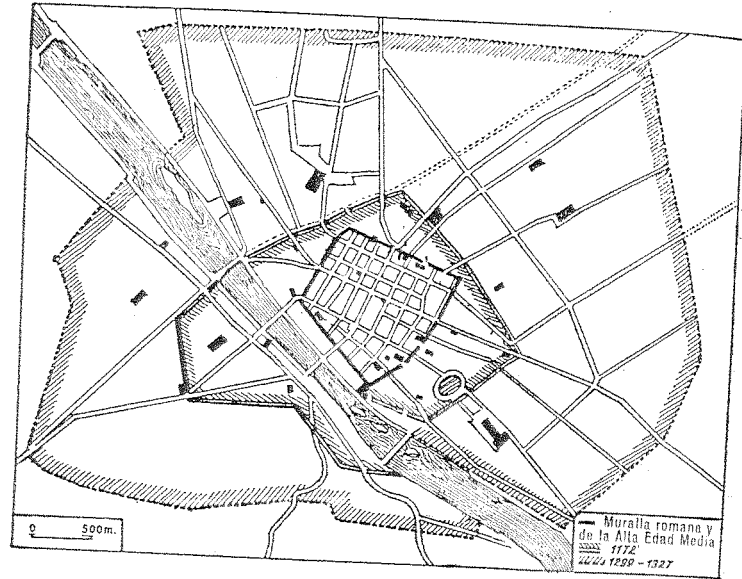 0 500m.
Muralla romana y
de la Alta Edad Media
1172
1299-1327